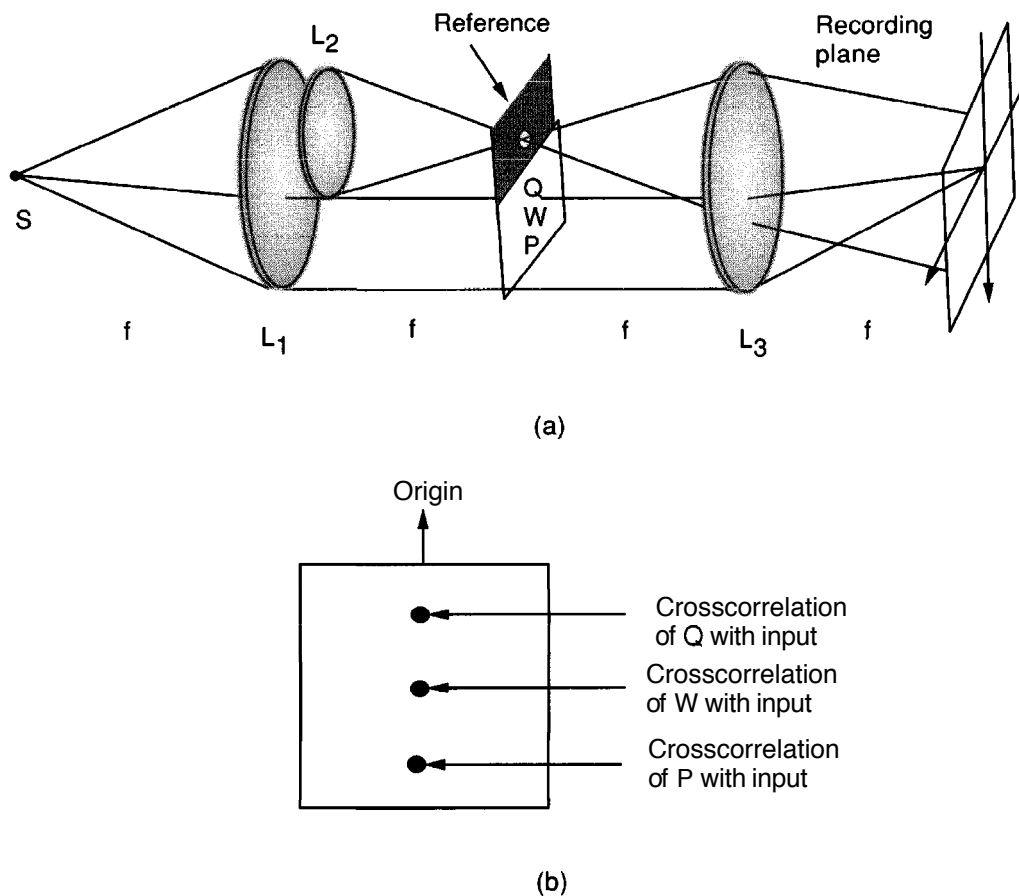 Reference
Recording
plane
L2
Q
W
P
S
f
L1
f
f
L3
f
(a)
Origin
Crosscorrelation
of Q with input
Crosscorrelation
of W with input
Crosscorrelation
of P with input
(b)